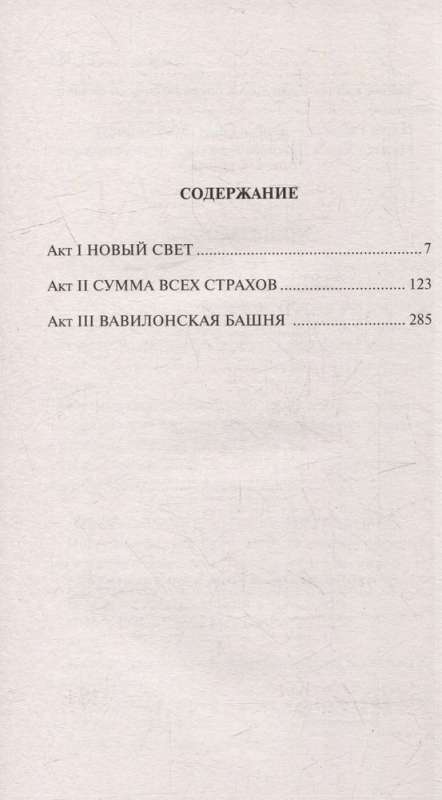 СОДЕРЖАНИЕ
Акт I НОВЫЙ СВЕТ ........................................................ 7
Акт II СУММА ВСЕХ СТРАХОВ ............................... 123
Акт III ВАВИЛОНСКАЯ БАШНЯ ............................ 285